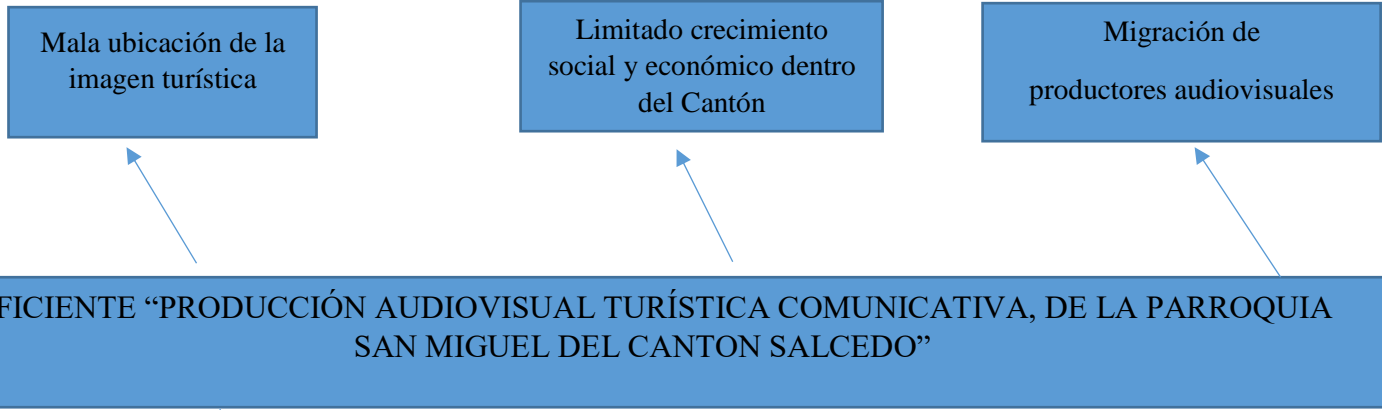 Mala ubicación de la
imagen turística
Limitado crecimiento
social y económico dentro
del Cantón
Migración de
productores audiovisuales
FICIENTE “PRODUCCIÓN AUDIOVISUAL TURÍSTICA COMUNICATIVA, DE LA PARROQUIA
SAN MIGUEL DEL CANTON SALCEDO”